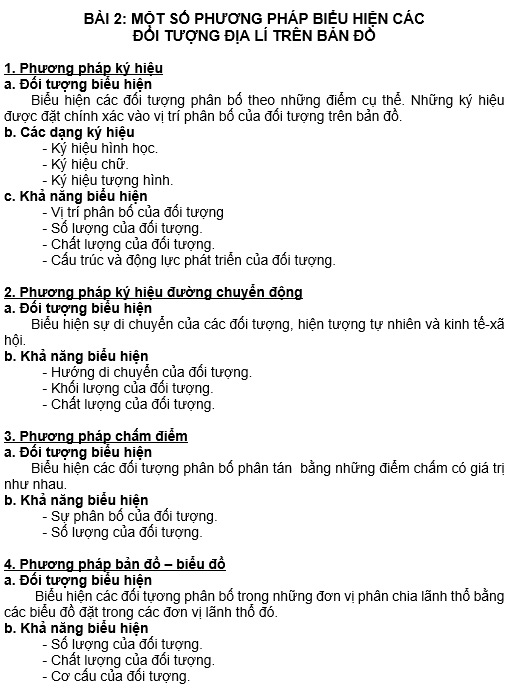 BÀI 2: MỘT SỐ PHƯƠNG PHÁP BIỂU HIỆN CÁC
ĐỐI TƯỢNG ĐỊA LÍ TRÊN BẢN ĐỒ
1. Phương pháp ký hiệu
a. Đối tượng biểu hiện
Biểu hiện các đối tượng phân bố theo những điểm cụ thể. Những ký hiệu
được đặt chính xác vào vị trí phân bố của đối tượng trên bản đồ.
b. Các dạng ký hiệu
- Ký hiệu hình học.
- Ký hiệu chữ.
- Ký hiệu tượng hình.
c. Khả năng biểu hiện
- Vị trí phân bố của đối tượng
- Số lượng của đối tượng.
- Chất lượng của đối tượng.
- Cấu trúc và động lực phát triển của đối tượng.
2. Phương pháp ký hiệu đường chuyển động
a. Đối tượng biểu hiện
Biểu hiện sự di chuyển của các đối tượng, hiện tượng tự nhiên và kinh tế-xã
hội.
b. Khả năng biểu hiện
- Hướng di chuyển của đối tượng.
- Khối lượng của đối tượng.
- Chất lượng của đối tượng.
3. Phương pháp chấm điểm
a. Đối tượng biểu hiện
Biểu hiện các đối tượng phân bố phân tán bằng những điểm chấm có giá trị
như nhau.
b. Khả năng biểu hiện
- Sự phân bố của đối tượng.
- Số lượng của đối tượng.
4. Phương pháp bản đồ – biểu đồ
a. Đối tượng biểu hiện
Biểu hiện các đối tựơng phân bố trong những đơn vị phân chia lãnh thổ bằng
các biểu đồ đặt trong các đơn vị lãnh thổ đó.
b. Khả năng biểu hiện
- Số lượng của đối tượng.
- Chất lượng của đối tượng.
- Cơ cấu của đối tượng.